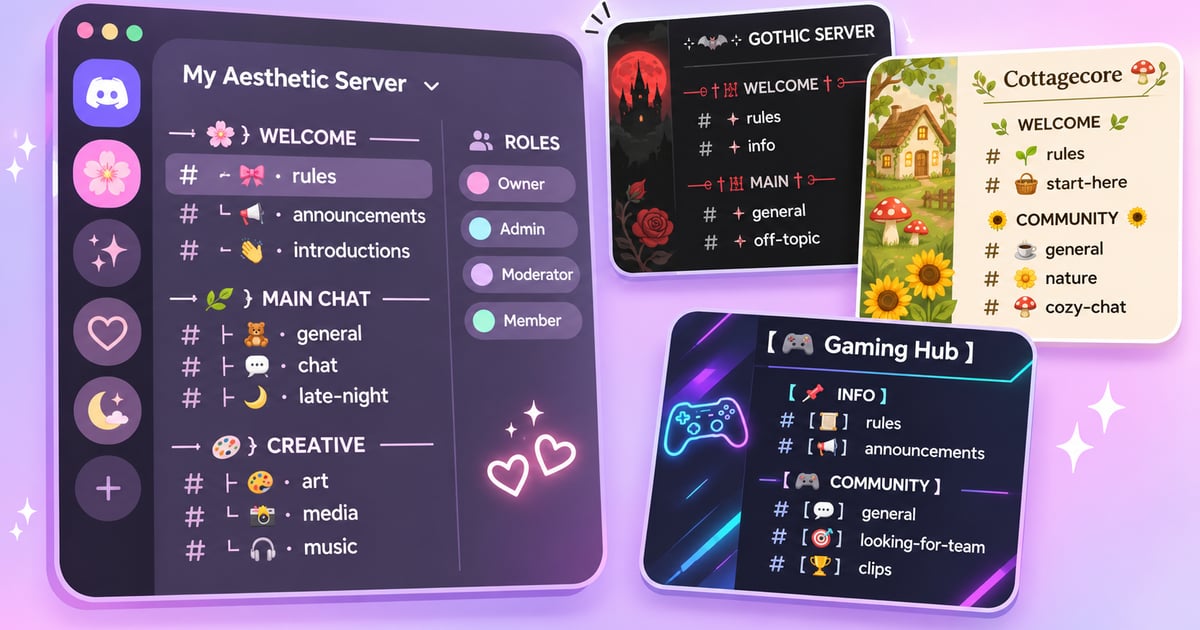 My Aesthetic Server
🌸 } WELCOME
# 🎀 · rules
# └ 📢 · announcements
# 👋 · introductions
🌿 } MAIN CHAT
# ├ 🧸 · general
# ├ 💬 · chat
# ├ 🌙 · late-night
🎨 } CREATIVE
# ├ 🎨 · art
# └ 📷 · media
# └ 🎧 · music
ROLES
Owner
Admin
Moderator
Member
GOTHIC SERVER
WELCOME
# rules
# info
MAIN
# general
# off-topic
Cottagecore
WELCOME
# 🌱 rules
# 🧺 start-here
🌻 COMMUNITY 🌻
# ☕ general
# 🌼 nature
# 🍄 cozy-chat
【 🎮 Gaming Hub 】
【 📌 INFO 】
# [📜] rules
# [📢] announcements
【 🎮 COMMUNITY 】
# [💬] general
# [🎯] looking-for-team
# [🏆] clips